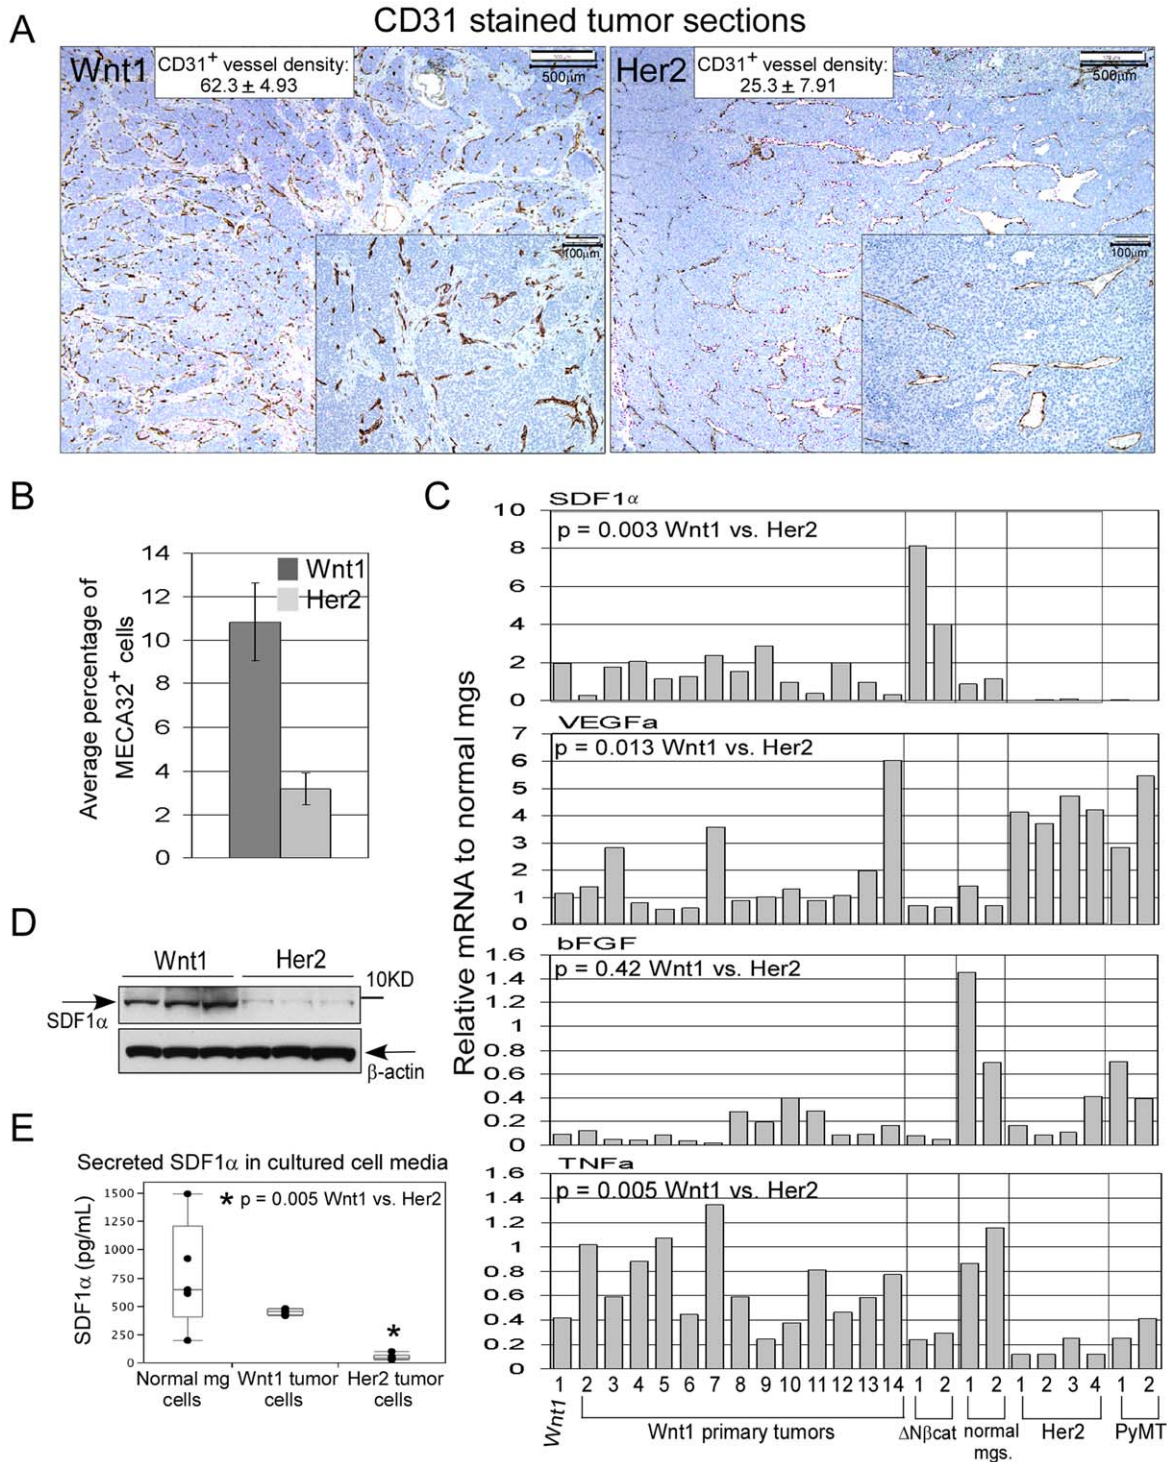 CD31 stained tumor sections
A
Wnt1
CD31+ vessel density:
62.3 ± 4.93
500µm
100µm
Her2
CD31+ vessel density:
25.3 ± 7.91
500µm
100µm
B
Average percentage of
MECA32+ cells
14
12
10
8
6
4
2
0
Wnt1
Her2
C
Relative mRNA to normal mgs
SDF1α
p = 0.003 Wnt1 vs. Her2
10
8
6
4
2
0
VEGFa
p = 0.013 Wnt1 vs. Her2
7
6
5
4
3
2
1
0
bFGF
p = 0.42 Wnt1 vs. Her2
1.6
1.4
1.2
1
0.8
0.6
0.4
0.2
0
TNFa
p = 0.005 Wnt1 vs. Her2
1.6
1.4
1.2
1
0.8
0.6
0.4
0.2
0
1 2 3 4 5 6 7 8 9 10 11 12 13 14 1 2 1 2 1 2 3 4 1 2
Wnt1 Wnt1 primary tumors ΔNβcat normal Her2 PyMT
mgs.
D
Wnt1 Her2
10KD
SDF1α
β-actin
E
Secreted SDF1α in cultured cell media
* p = 0.005 Wnt1 vs. Her2
SDF1α (pg/mL)
1500
1250
1000
750
500
250
0
*
Normal mg Wnt1 tumor Her2 tumor
cells cells cells